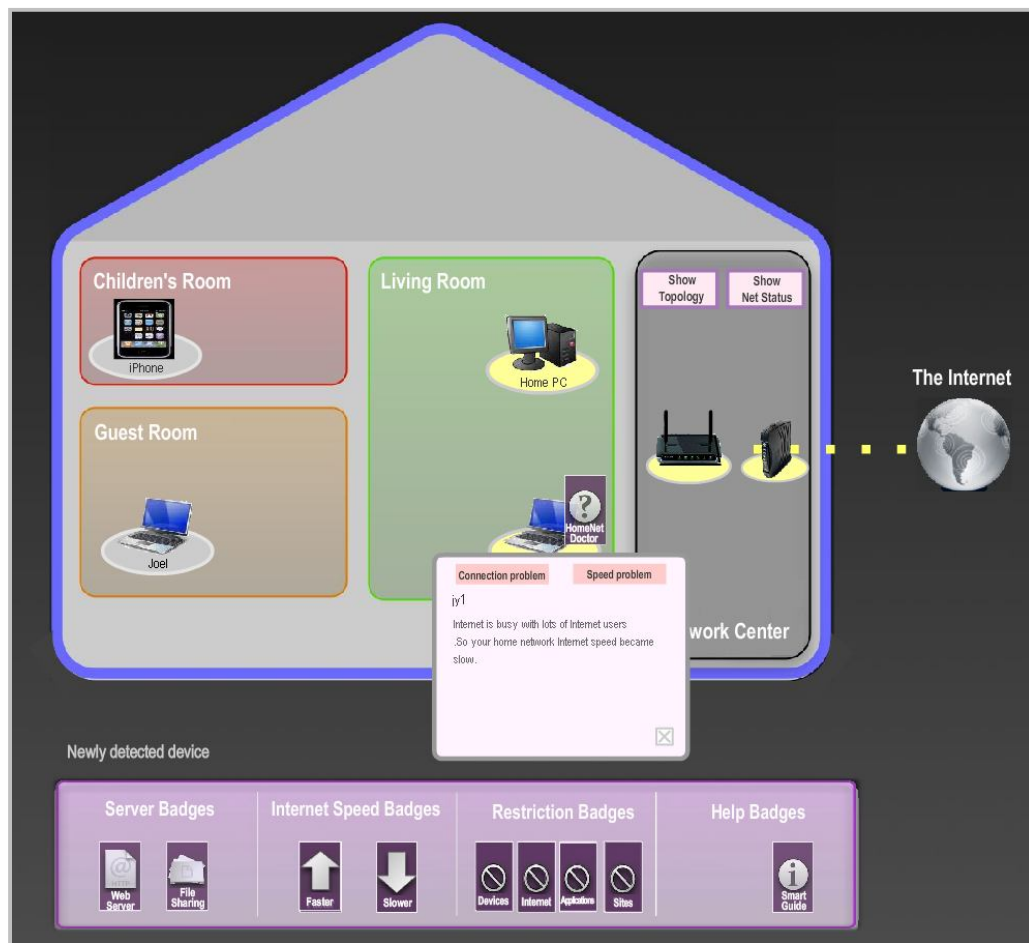 Children's Room
iPhone
Living Room
Home PC
Show
Topology
Show
Net Status
The Internet
Guest Room
Joel
?
HomeNet
Doctor
Connection problem
Speed problem
jy1
Internet is busy with lots of Internet users
.So your home network Internet speed became
slow.
work Center
Newly detected device
Server Badges
Internet Speed Badges
Restriction Badges
Help Badges
@
HTTP
Web
Server
File
Sharing
Faster
Slower
Devices
Internet
Applications
Sites
i
Smart
Guide